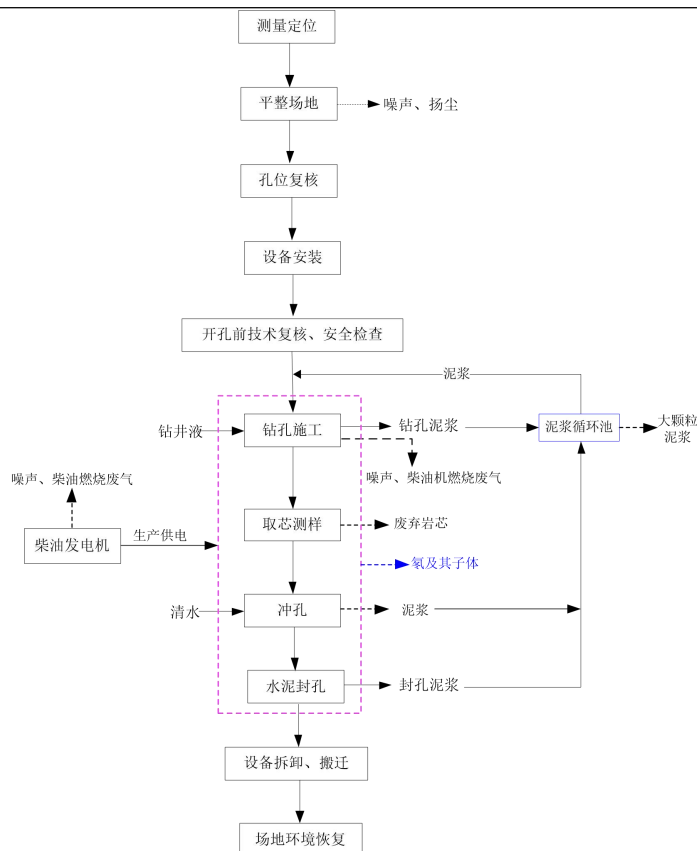 测量定位
平整场地
噪声、扬尘
孔位复核
设备安装
开孔前技术复核、安全检查
泥浆
钻井液
钻孔施工
钻孔泥浆
泥浆循环池
大颗粒
泥浆
噪声、柴油机燃烧废气
噪声、柴油燃烧废气
柴油发电机
生产供电
取芯测样
废弃岩芯
氡及其子体
清水
冲孔
泥浆
水泥封孔
封孔泥浆
设备拆卸、搬迁
场地环境恢复